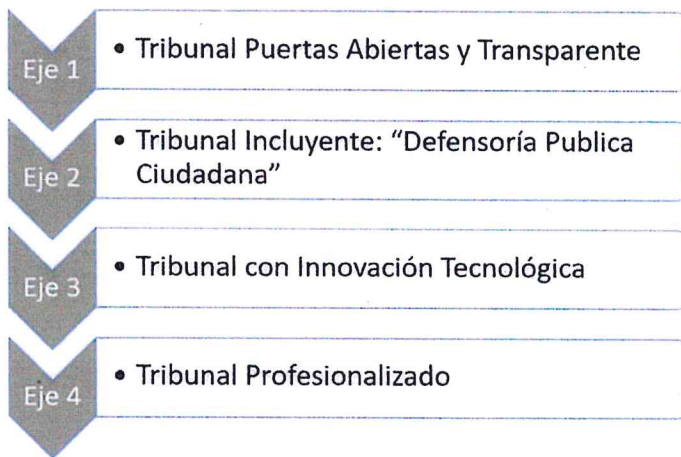 Eje 1
• Tribunal Puertas Abiertas y Transparente
Eje 2
• Tribunal Incluyente: “Defensoría Publica
Ciudadana”
Eje 3
• Tribunal con Innovación Tecnológica
Eje 4
• Tribunal Profesionalizado